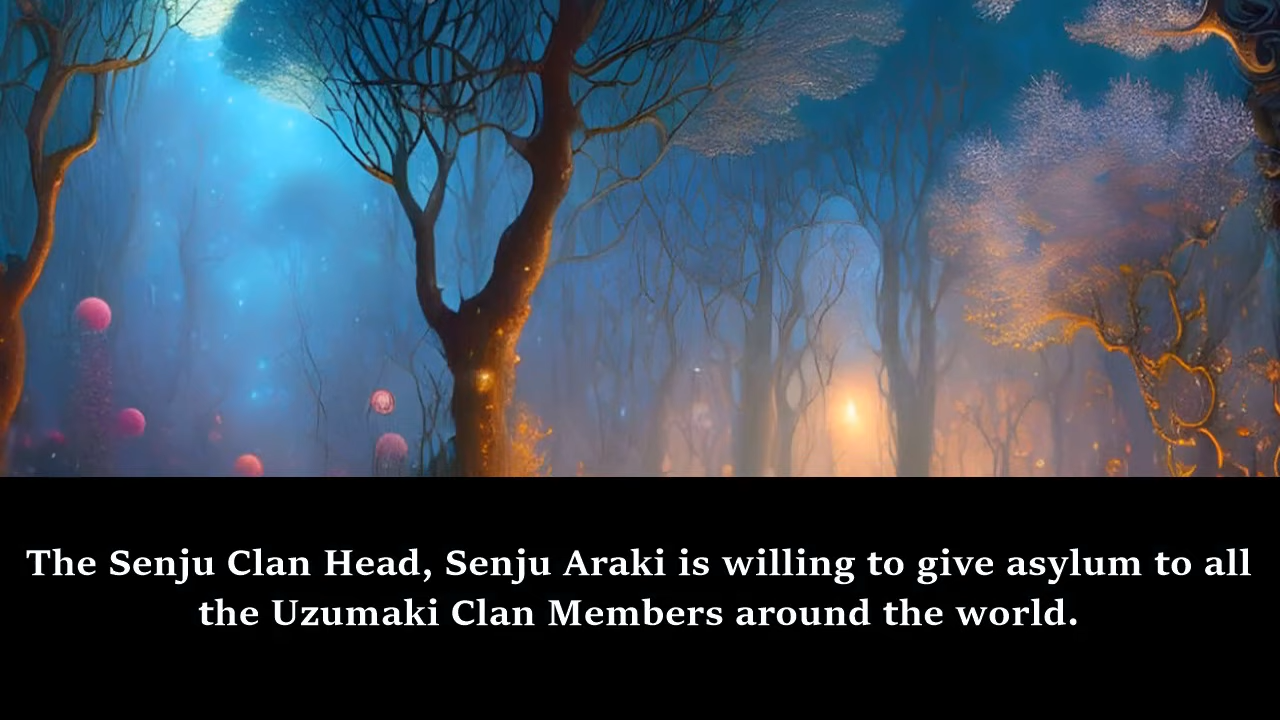 The Senju Clan Head, Senju Araki is willing to give asylum to all
the Uzumaki Clan Members around the world.